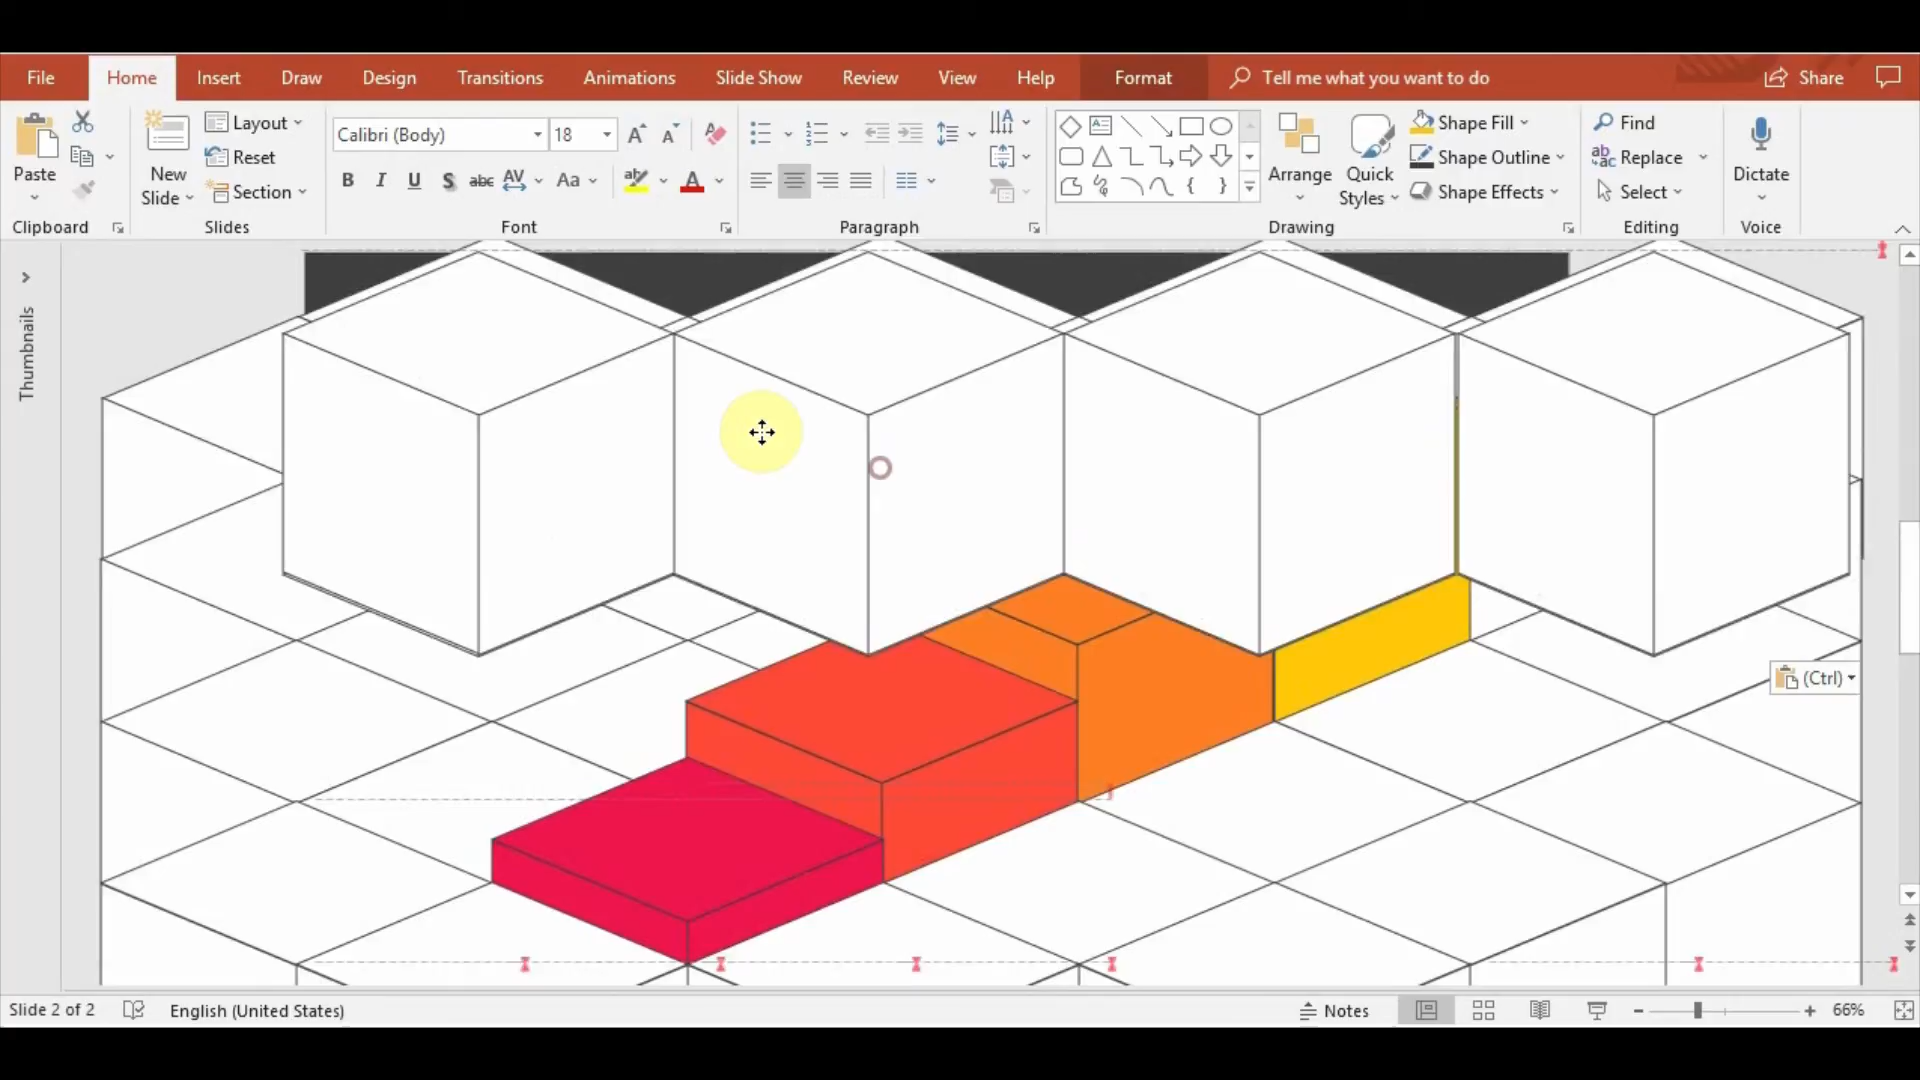 File Home Insert Draw Design Transitions Animations Slide Show Review View Help Format Tell me what you want to do Share
Paste
New
Slide
Layout
Reset
Section
Calibri (Body) 18
B I U S abc AV Aa A
Arrange
Quick
Styles
Shape Fill
Shape Outline
Shape Effects
Find
Replace
Select
Dictate
Clipboard Slides Font Paragraph Drawing Editing Voice
Thumbnails
(Ctrl)
Slide 2 of 2 English (United States) Notes 66%